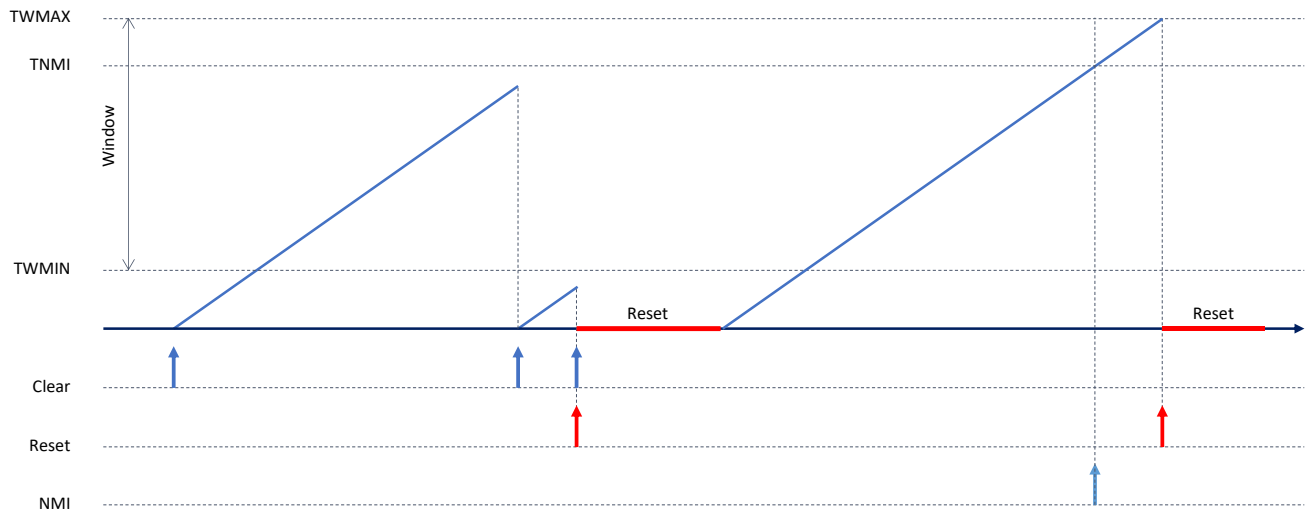 TWMAX
TNMI
Window
TWMIN
Reset
Reset
Clear
Reset
NMI